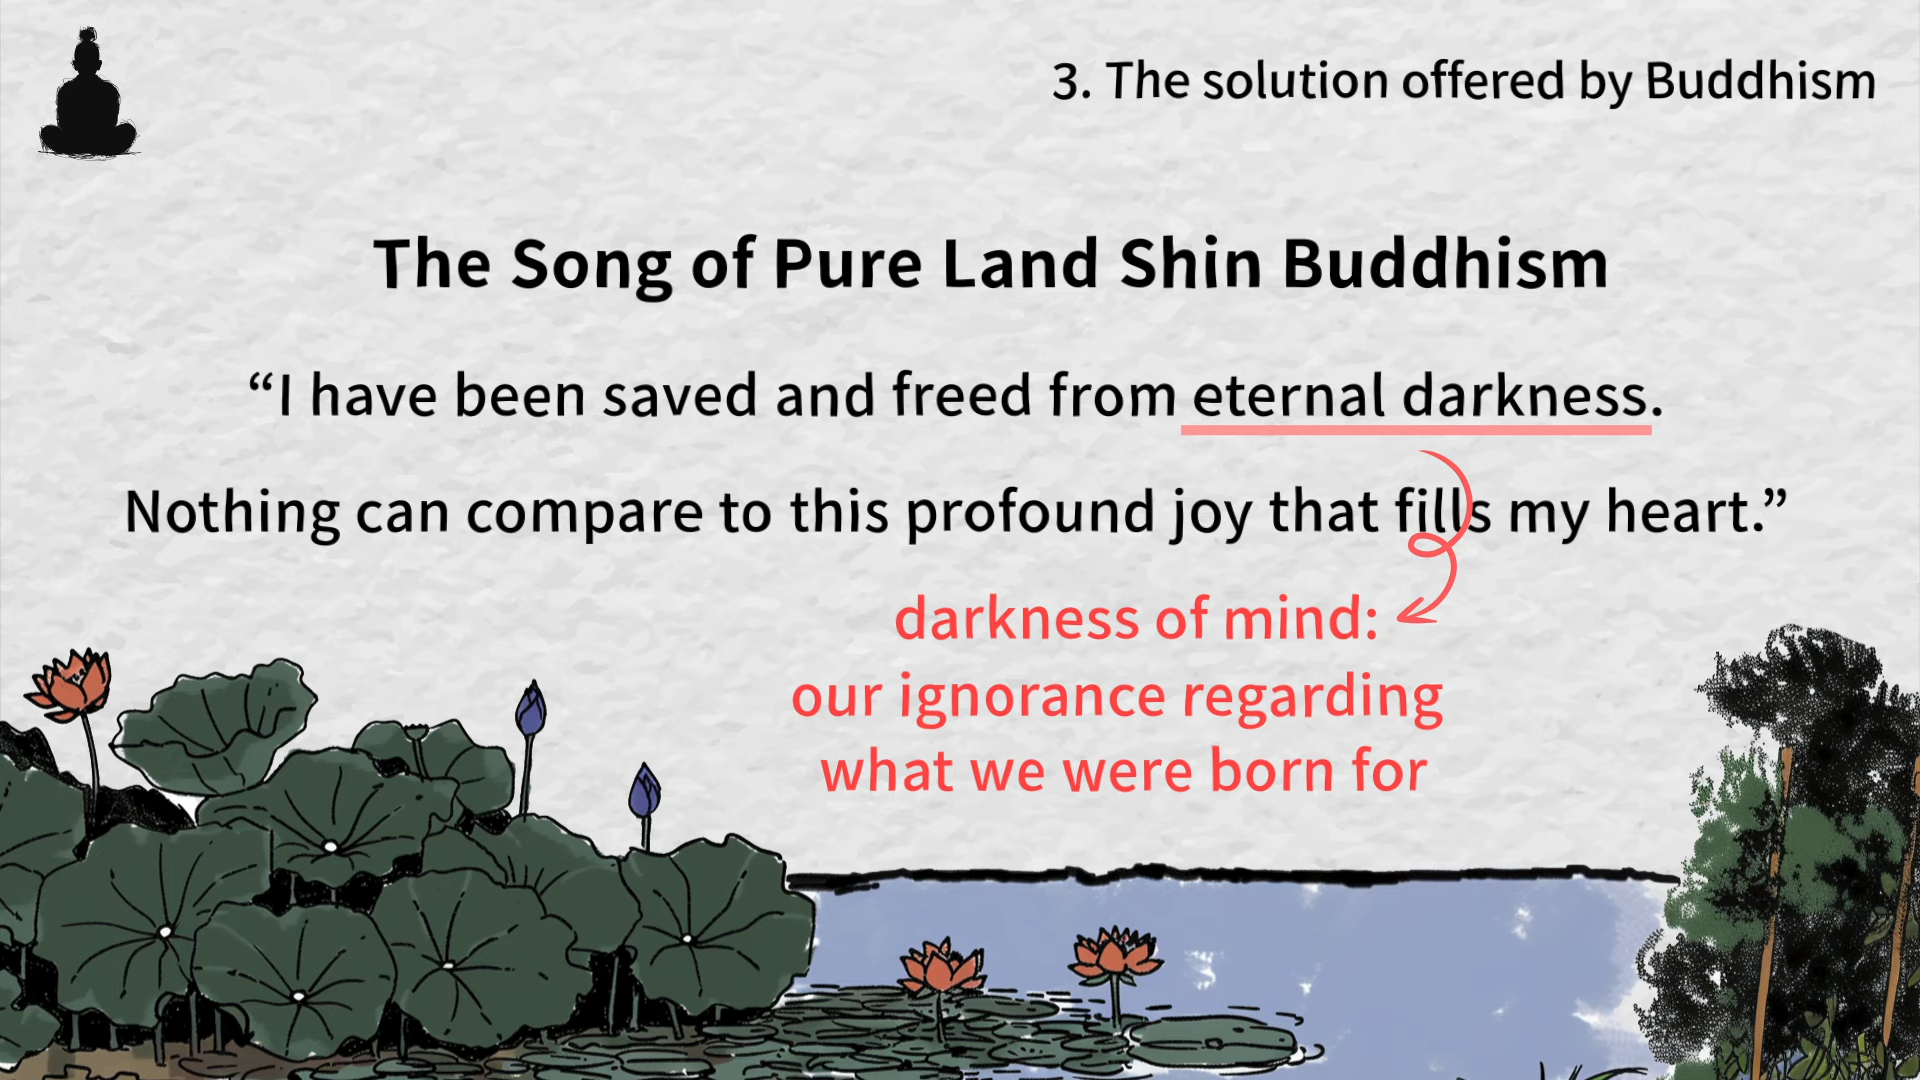 3. The solution offered by Buddhism
The Song of Pure Land Shin Buddhism
“I have been saved and freed from eternal darkness.
Nothing can compare to this profound joy that fills my heart.”
darkness of mind:
our ignorance regarding
what we were born for